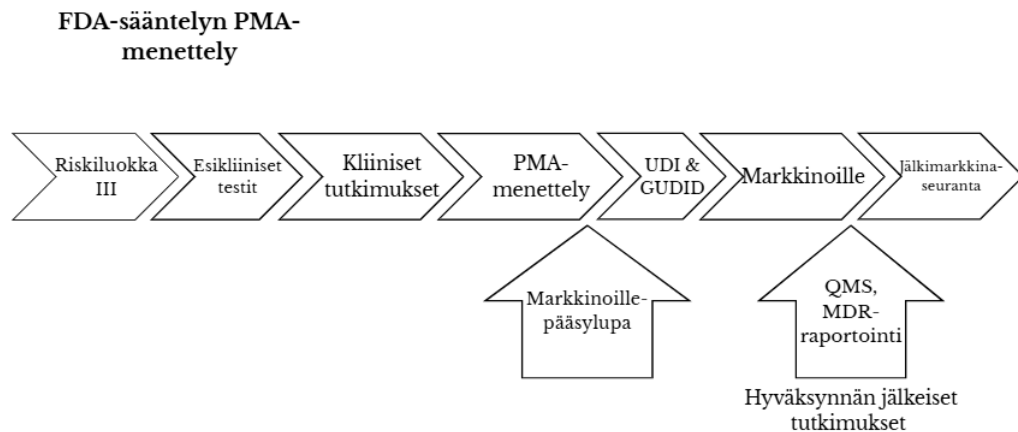 FDA-sääntelyn PMA-
menettely
Riskiluokka
III
Esikliiniset
testit
Kliiniset
tutkimukset
PMA-
menettely
UDI &
GUDID
Markkinoille
Jälkimarkkina-
seuranta
Markkinoille-
pääsylupa
QMS,
MDR-
raportointi
Hyväksynnän jälkeiset
tutkimukset